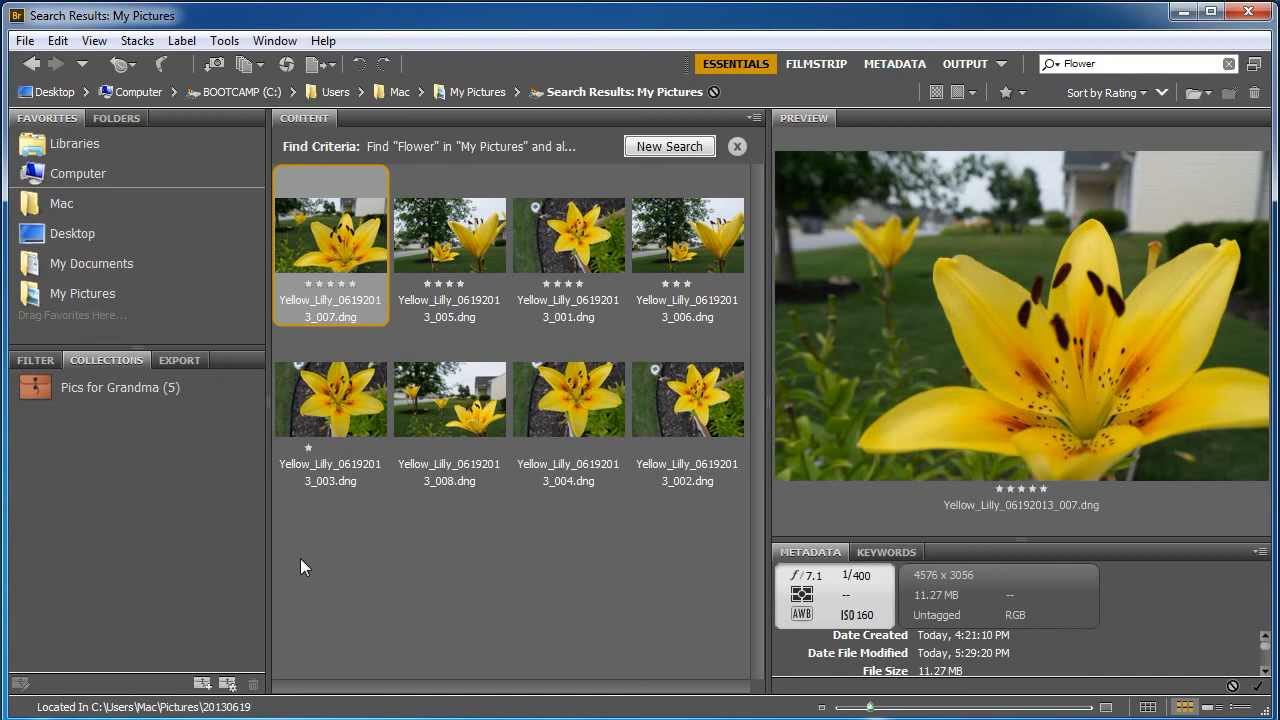 Br Search Results: My Pictures
File Edit View Stacks Label Tools Window Help
ESSENTIALS FILMSTRIP METADATA OUTPUT Flower
Desktop Computer BOOTCAMP (C:) Users Mac My Pictures Search Results: My Pictures Sort by Rating
FAVORITES FOLDERS
Libraries
Computer
Mac
Desktop
My Documents
My Pictures
Drag Favorites Here...
FILTER COLLECTIONS EXPORT
Pics for Grandma (5)
CONTENT
Find Criteria: Find "Flower" in "My Pictures" and al... New Search
Yellow_Lilly_0619201
3_007.dng
Yellow_Lilly_0619201
3_005.dng
Yellow_Lilly_0619201
3_001.dng
Yellow_Lilly_0619201
3_006.dng
Yellow_Lilly_0619201
3_003.dng
Yellow_Lilly_0619201
3_008.dng
Yellow_Lilly_0619201
3_004.dng
Yellow_Lilly_0619201
3_002.dng
PREVIEW
Yellow_Lilly_06192013_007.dng
METADATA KEYWORDS
f/7.1 1/400
--
AWB ISO 160
4576 x 3056
11.27 MB --
Untagged RGB
Date Created Today, 4:21:10 PM
Date File Modified Today, 5:29:20 PM
File Size 11.27 MB
Located In C:\Users\Mac\Pictures\20130619